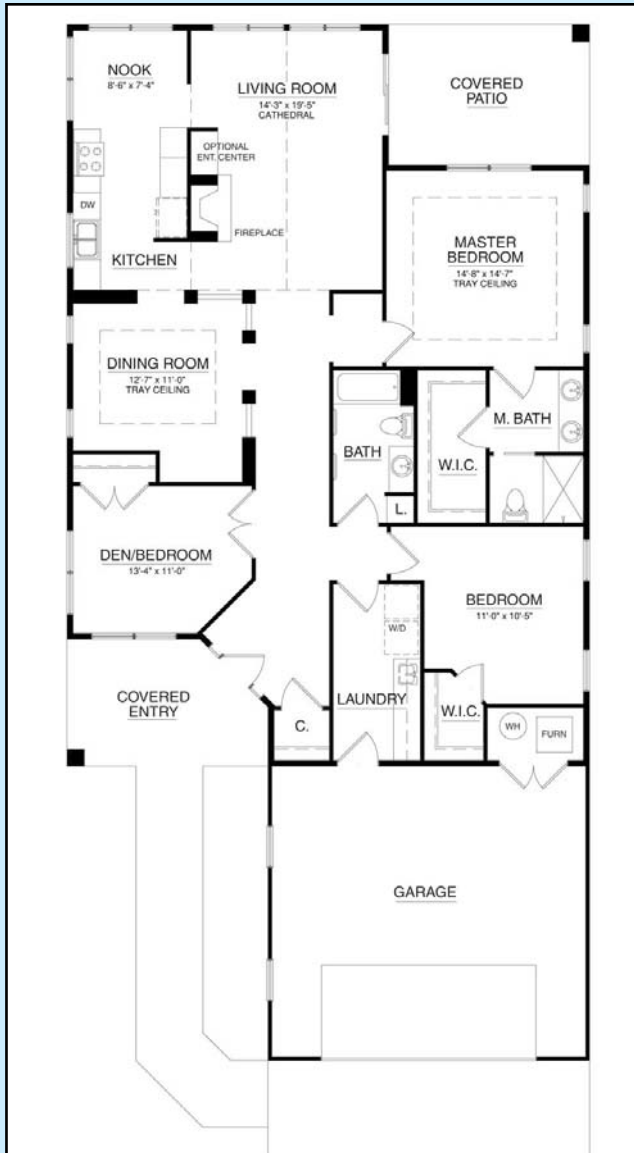 NOOK
8'-6" x 7'-4"
LIVING ROOM
14'-3" x 19'-5"
CATHEDRAL
COVERED
PATIO
OPTIONAL
ENT. CENTER
DW
FIREPLACE
KITCHEN
MASTER
BEDROOM
14'-8" x 14'-7"
TRAY CEILING
DINING ROOM
12'-7" x 11'-0"
TRAY CEILING
BATH
W.I.C.
M. BATH
L.
DEN/BEDROOM
13'-4" x 11'-0"
BEDROOM
11'-0" x 10'-5"
W/D
COVERED
ENTRY
LAUNDRY
W.I.C.
C.
WH
FURN
GARAGE